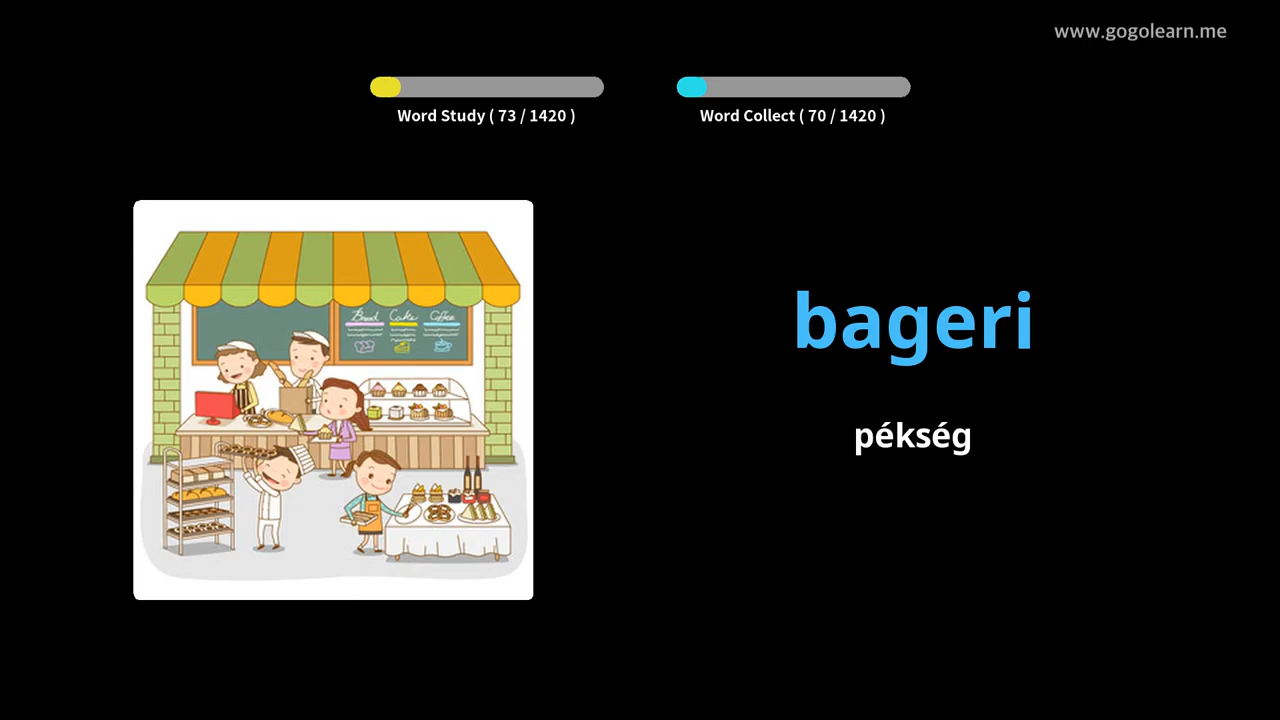 www.gogolearn.me
Word Study ( 73 / 1420 )
Word Collect ( 70 / 1420 )
Bread Cake Coffee
bageri
pékség